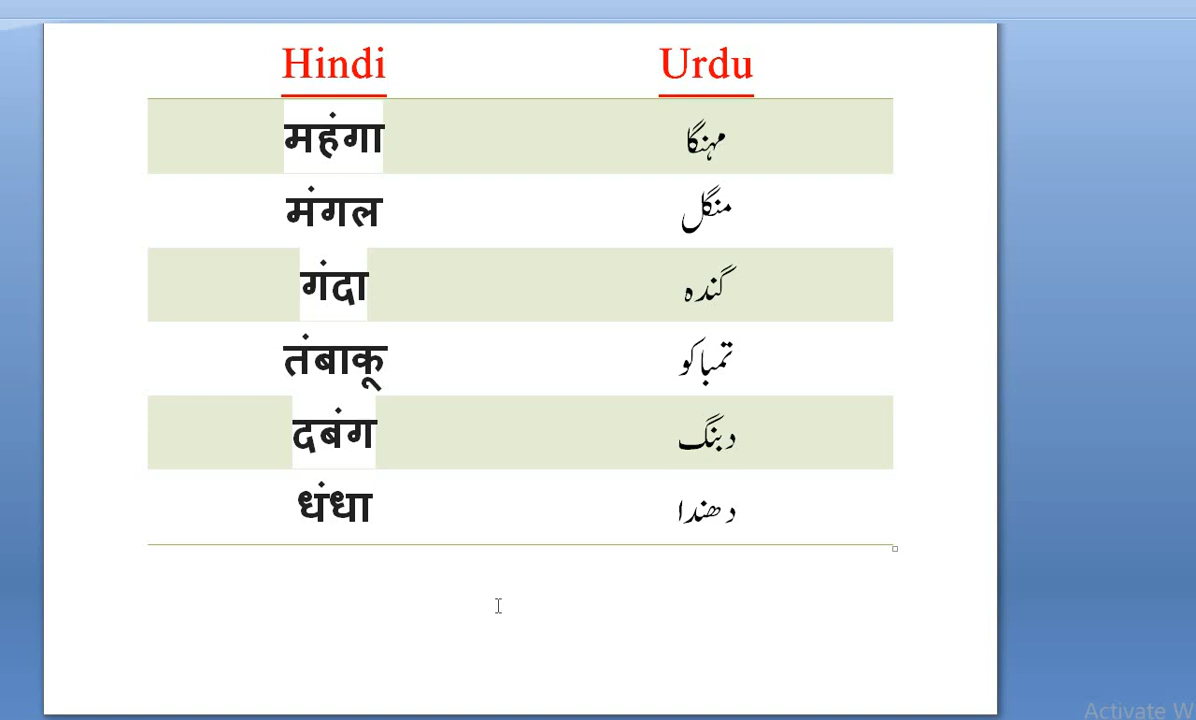 Hindi Urdu
महंगा مہنگا
मंगल منگل
गंदा گندہ
तंबाकू تمباکو
दबंग دبنگ
धंधा دھندا
Activate W